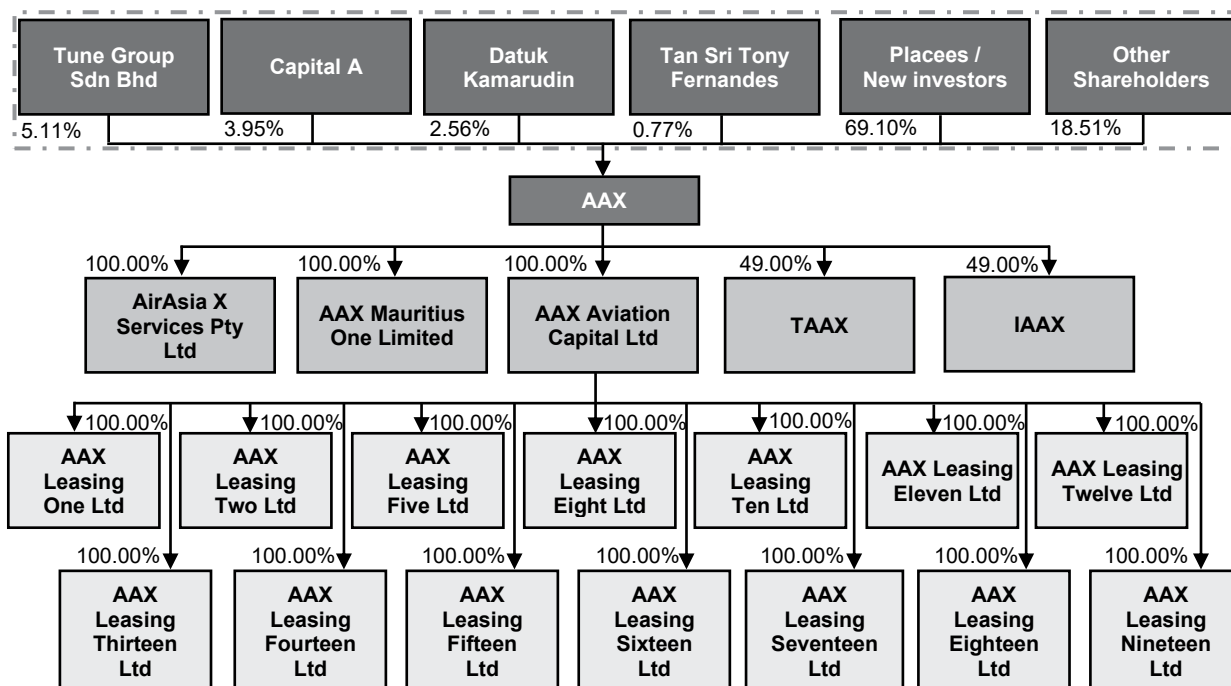 Tune Group
Sdn Bhd
Capital A
Datuk
Kamarudin
Tan Sri Tony
Fernandes
Placees /
New investors
Other
Shareholders
5.11%
3.95%
2.56%
0.77%
69.10%
18.51%
AAX
100.00%
100.00%
100.00%
49.00%
49.00%
AirAsia X
Services Pty
Ltd
AAX Mauritius
One Limited
AAX Aviation
Capital Ltd
TAAX
IAAX
100.00%
100.00%
100.00%
100.00%
100.00%
100.00%
100.00%
AAX
Leasing
One Ltd
AAX
Leasing
Two Ltd
AAX
Leasing
Five Ltd
AAX
Leasing
Eight Ltd
AAX
Leasing
Ten Ltd
AAX Leasing
Eleven Ltd
AAX Leasing
Twelve Ltd
100.00%
100.00%
100.00%
100.00%
100.00%
100.00%
100.00%
AAX
Leasing
Thirteen
Ltd
AAX
Leasing
Fourteen
Ltd
AAX
Leasing
Fifteen
Ltd
AAX
Leasing
Sixteen
Ltd
AAX
Leasing
Seventeen
Ltd
AAX
Leasing
Eighteen
Ltd
AAX
Leasing
Nineteen
Ltd